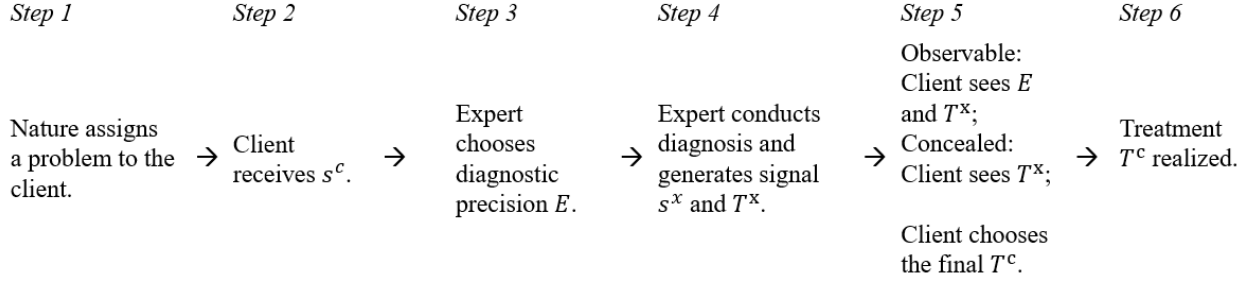 Step 1
Step 2
Step 3
Step 4
Step 5
Step 6
Nature assigns
a problem to the
client.
→
Client
receives s^c.
→
Expert
chooses
diagnostic
precision E.
→
Expert conducts
diagnosis and
generates signal
s^x and T^x.
→
Observable:
Client sees E
and T^x;
Concealed:
Client sees T^x;
Client chooses
the final T^c.
→
Treatment
T^c realized.